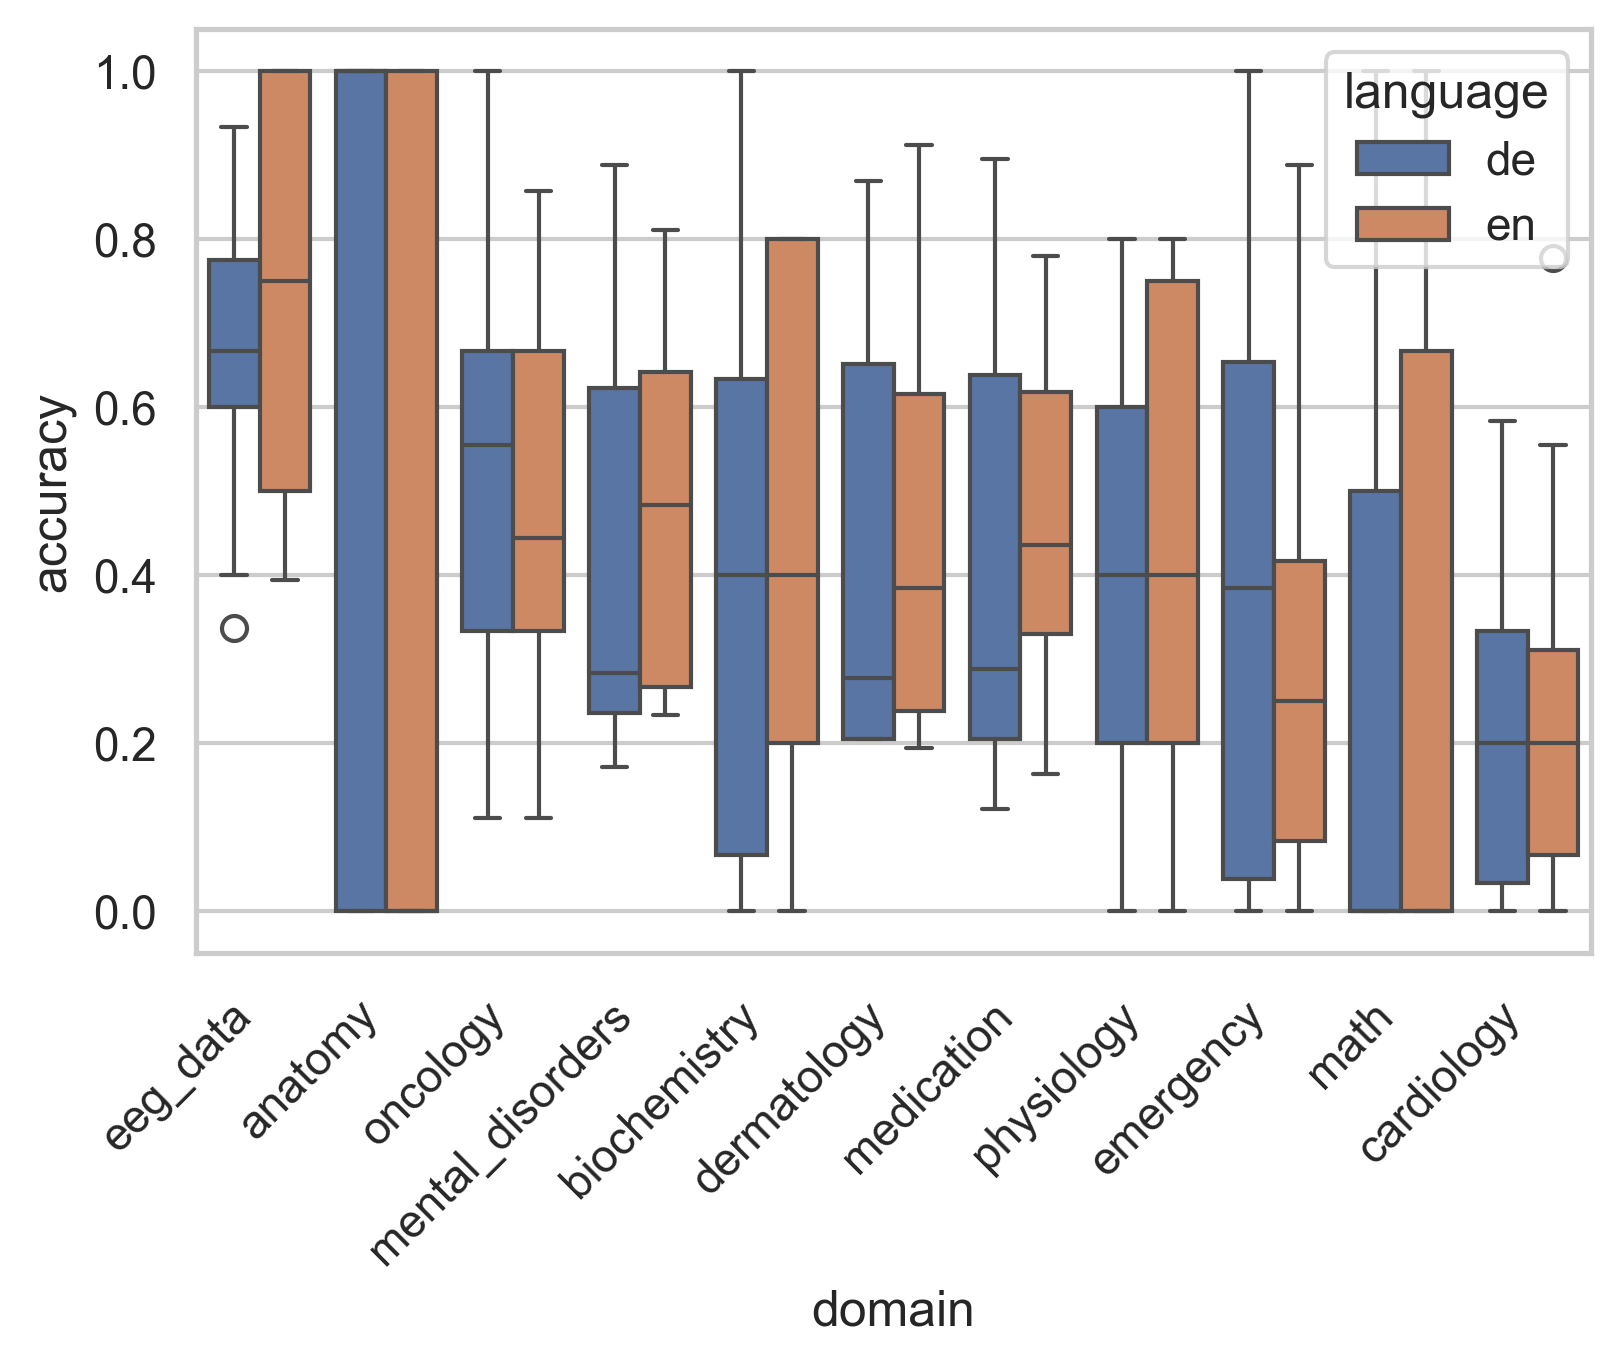 accuracy
1.0
0.8
0.6
0.4
0.2
0.0
language
de
en
eeg_data
anatomy
oncology
mental_disorders
biochemistry
dermatology
medication
physiology
emergency
math
cardiology
domain